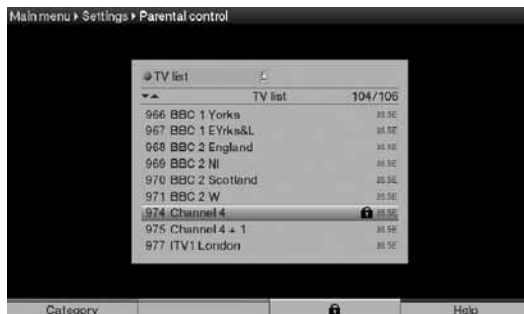 Main menu ▸ Settings ▸ Parental control
TV list
TV list 104/106
966 BBC 1 Yorks
967 BBC 1 EYrks&L
968 BBC 2 England
969 BBC 2 NI
970 BBC 2 Scotland
971 BBC 2 W
974 Channel 4
975 Channel 4 + 1
977 ITV1 London
Category Help